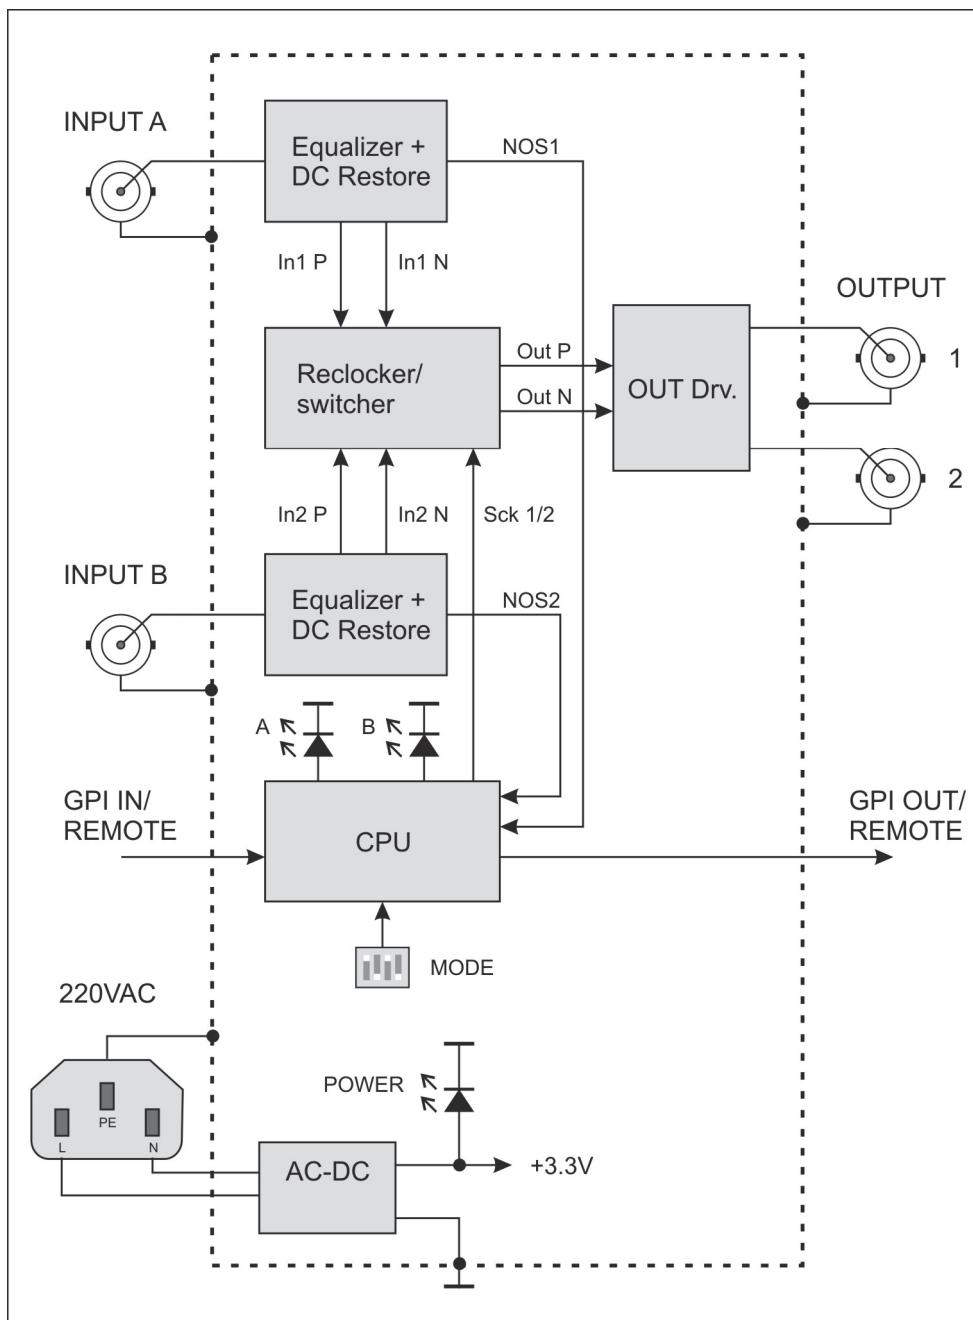 INPUT A
Equalizer +
DC Restore
NOS1
In1 P
In1 N
OUTPUT
Reclocker/
switcher
Out P
Out N
OUT Drv.
1
2
In2 P
In2 N
Sck 1/2
INPUT B
Equalizer +
DC Restore
NOS2
A
B
GPI IN/
REMOTE
CPU
GPI OUT/
REMOTE
MODE
220VAC
PE
L
N
POWER
AC-DC
+3.3V